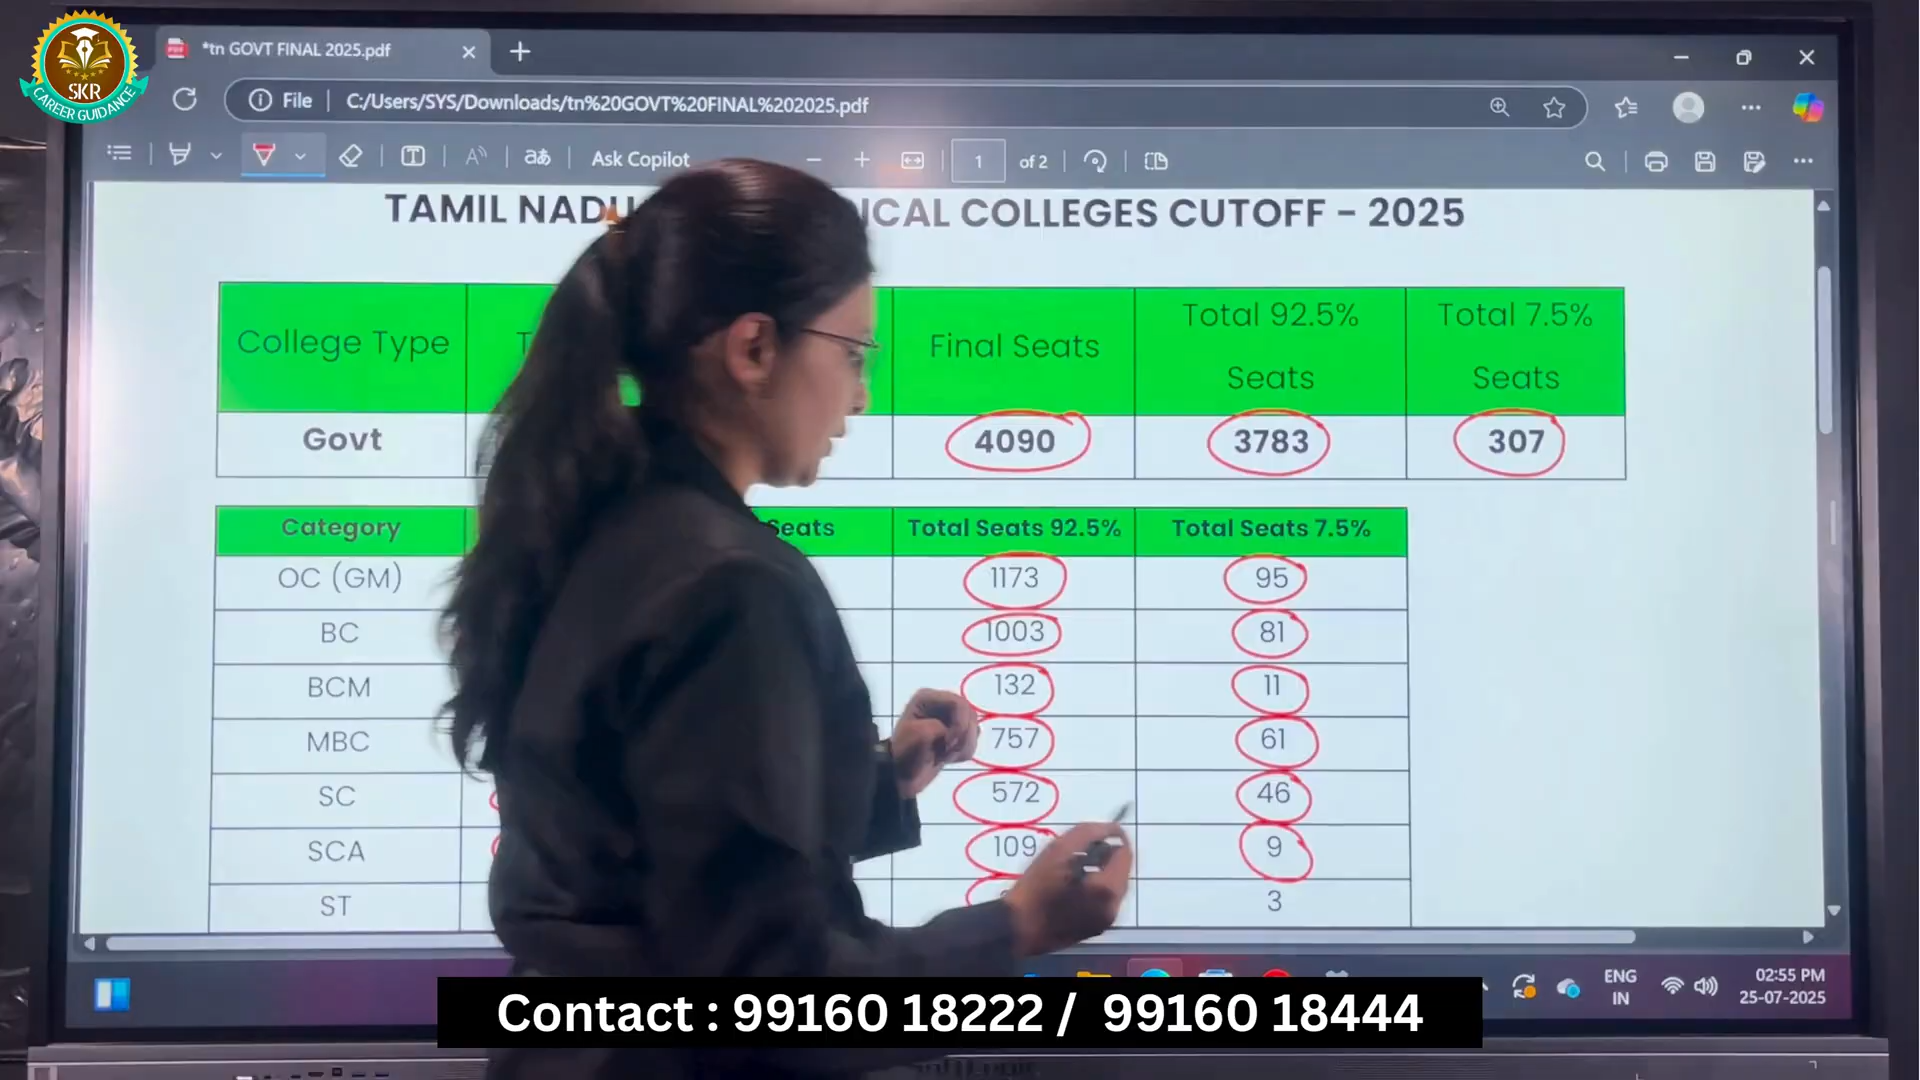 SKR
CAREER GUIDANCE
*tn GOVT FINAL 2025.pdf
File C:/Users/SYS/Downloads/tn%20GOVT%20FINAL%202025.pdf
Ask Copilot 1 of 2
TAMIL NADU ICAL COLLEGES CUTOFF - 2025
College Type Final Seats Total 92.5% Seats Total 7.5% Seats
Govt 4090 3783 307
Category Seats Total Seats 92.5% Total Seats 7.5%
OC (GM) 1173 95
BC 1003 81
BCM 132 11
MBC 757 61
SC 572 46
SCA 109 9
ST 3
ENG
IN
02:55 PM
25-07-2025
Contact : 99160 18222 / 99160 18444